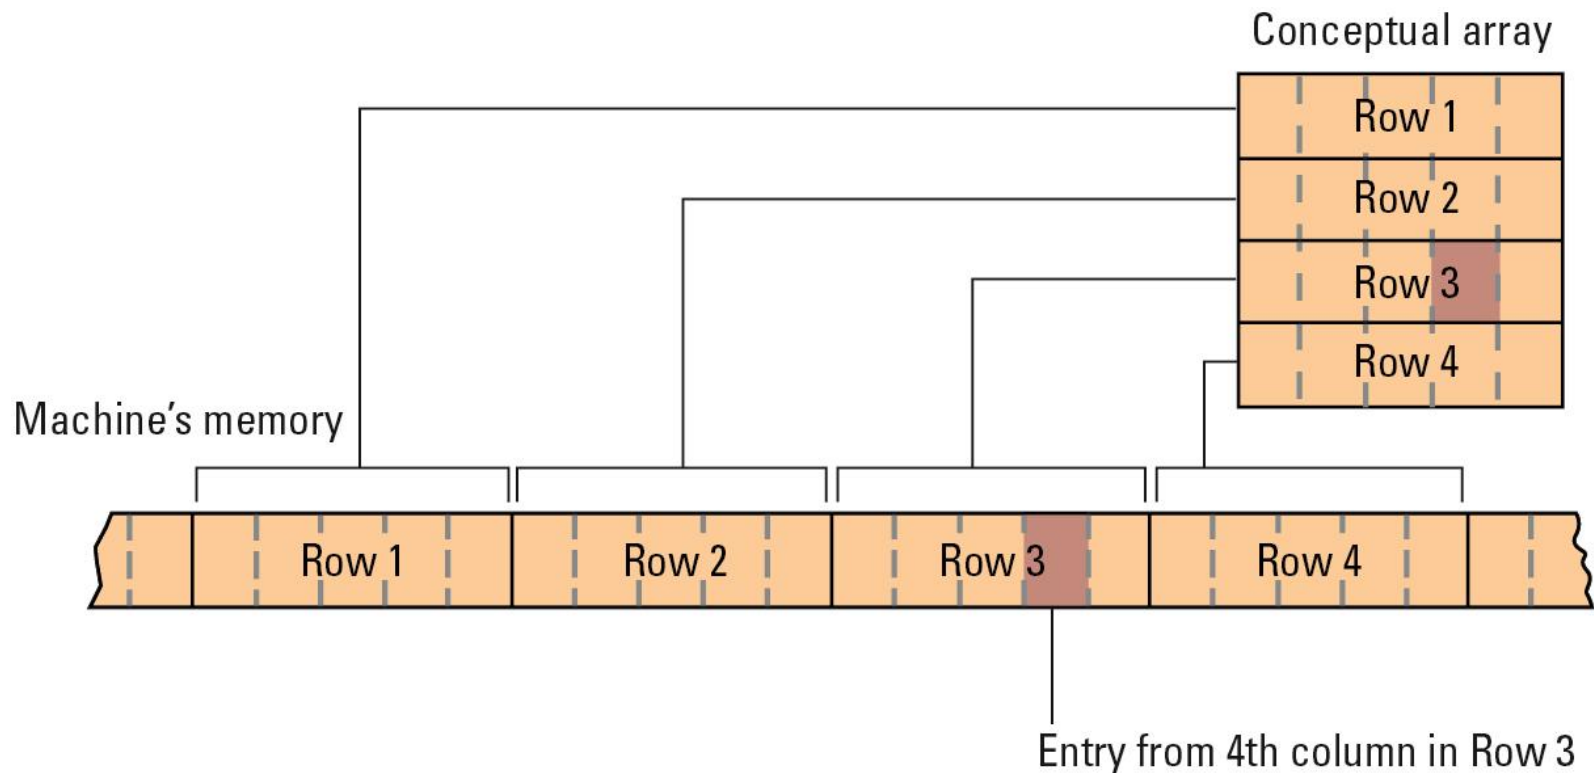 Conceptual array
Row 1
Row 2
Row 3
Row 4
Machine's memory
Row 1 Row 2 Row 3 Row 4
Entry from 4th column in Row 3